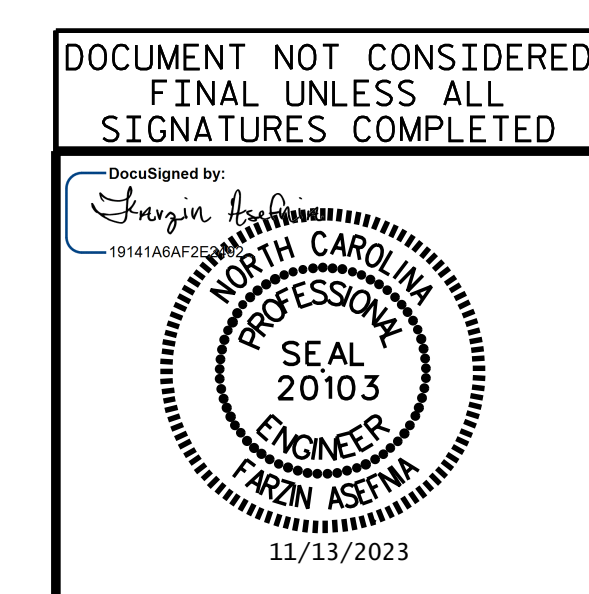 DOCUMENT NOT CONSIDERED
FINAL UNLESS ALL
SIGNATURES COMPLETED
DocuSigned by:
Farzin Asefnia
19141A6AF2E2492
NORTH CAROLINA
PROFESSIONAL
SEAL
20103
ENGINEER
FARZIN ASEFNIA
11/13/2023